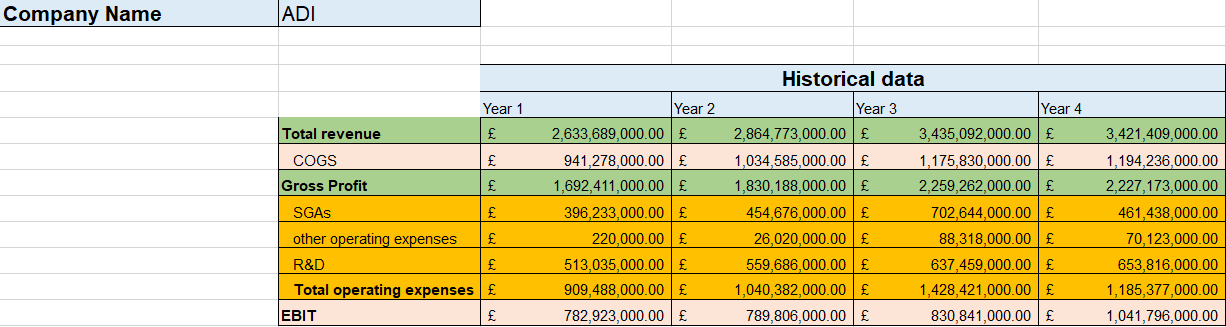 Company Name ADI
Historical data
Year 1 Year 2 Year 3 Year 4
Total revenue £ 2,633,689,000.00 £ 2,864,773,000.00 £ 3,435,092,000.00 £ 3,421,409,000.00
COGS £ 941,278,000.00 £ 1,034,585,000.00 £ 1,175,830,000.00 £ 1,194,236,000.00
Gross Profit £ 1,692,411,000.00 £ 1,830,188,000.00 £ 2,259,262,000.00 £ 2,227,173,000.00
SGAs £ 396,233,000.00 £ 454,676,000.00 £ 702,644,000.00 £ 461,438,000.00
other operating expenses £ 220,000.00 £ 26,020,000.00 £ 88,318,000.00 £ 70,123,000.00
R&D £ 513,035,000.00 £ 559,686,000.00 £ 637,459,000.00 £ 653,816,000.00
Total operating expenses £ 909,488,000.00 £ 1,040,382,000.00 £ 1,428,421,000.00 £ 1,185,377,000.00
EBIT £ 782,923,000.00 £ 789,806,000.00 £ 830,841,000.00 £ 1,041,796,000.00